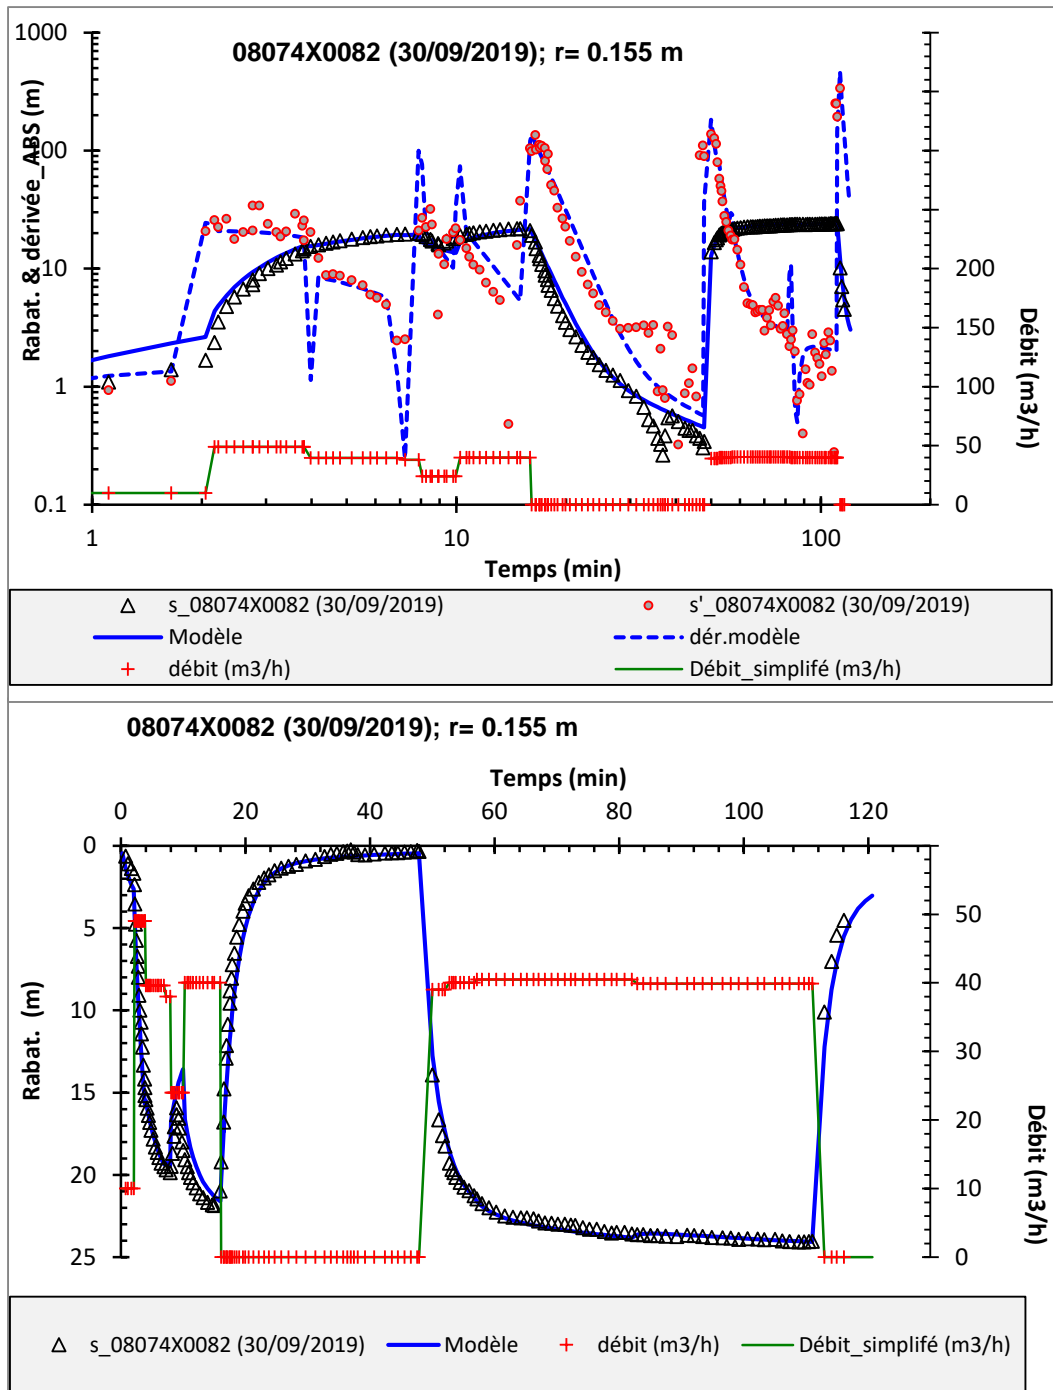 08074X0082 (30/09/2019); r= 0.155 m
Rabat. & dérivée_ABS (m)
1000
100
10
1
0.1
200
150
100
50
0
Débit (m3/h)
1 10 100
Temps (min)
s_08074X0082 (30/09/2019) s'_08074X0082 (30/09/2019)
Modèle dér.modèle
débit (m3/h) Débit_simplifé (m3/h)
08074X0082 (30/09/2019); r= 0.155 m
Temps (min)
0 20 40 60 80 100 120
Rabat. (m)
0
5
10
15
20
25
50
40
30
20
10
0
Débit (m3/h)
s_08074X0082 (30/09/2019) Modèle débit (m3/h) Débit_simplifé (m3/h)